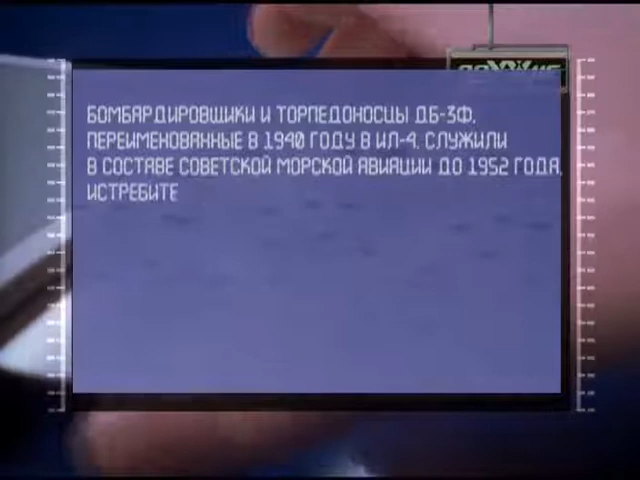 БОМБАРДИРОВЩИКИ И ТОРПЕДОНОСЦЫ ДБ-3Ф,
ПЕРЕИМЕНОВАННЫЕ В 1940 ГОДУ В ИЛ-4, СЛУЖИЛИ
В СОСТАВЕ СОВЕТСКОЙ МОРСКОЙ АВИАЦИИ ДО 1952 ГОДА,
ИСТРЕБИТЕ